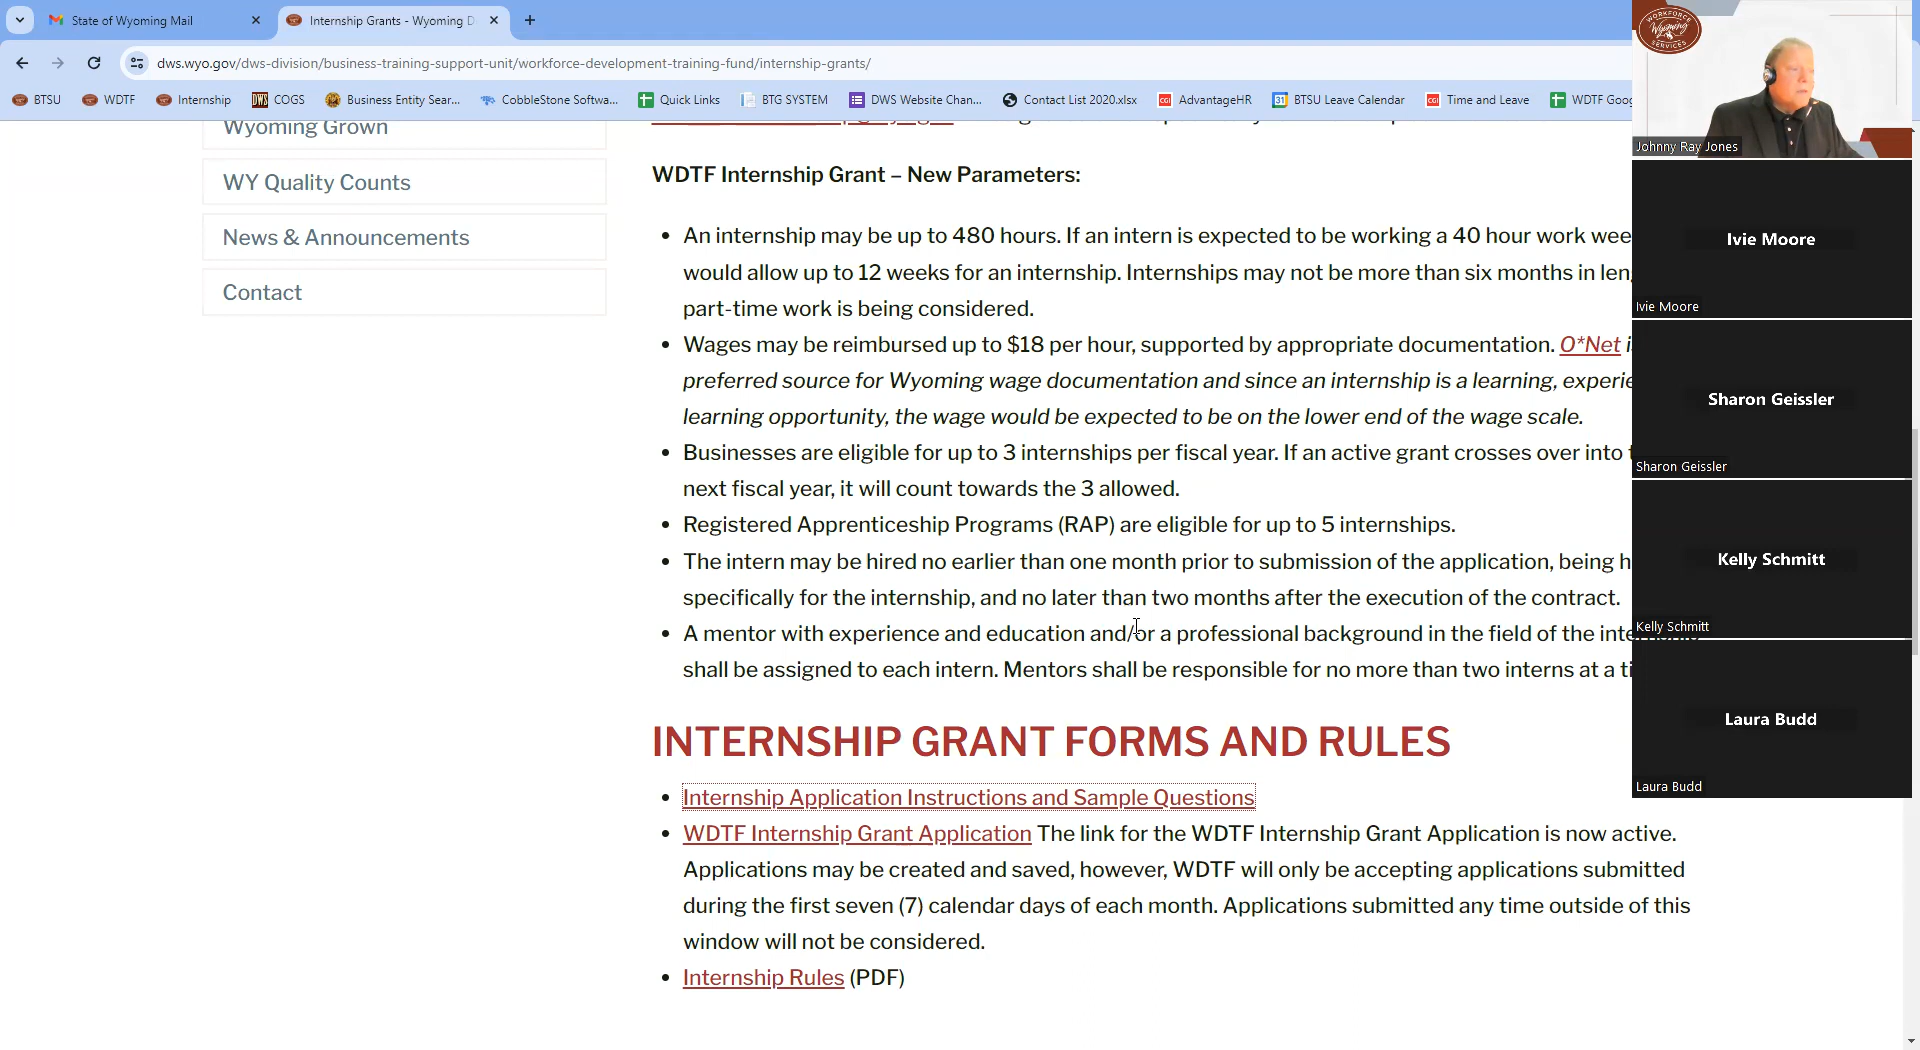 State of Wyoming Mail
Internship Grants - Wyoming D
dws.wyo.gov/dws-division/business-training-support-unit/workforce-development-training-fund/internship-grants/
BTSU WDTF Internship DWS COGS Business Entity Sear... CobbleStone Softwa... Quick Links BTG SYSTEM DWS Website Chan... Contact List 2020.xlsx CGI AdvantageHR 31 BTSU Leave Calendar CGI Time and Leave WDTF Goo
Wyoming Grown
WY Quality Counts
News & Announcements
Contact
WDTF Internship Grant – New Parameters:
• An internship may be up to 480 hours. If an intern is expected to be working a 40 hour work wee
would allow up to 12 weeks for an internship. Internships may not be more than six months in len
part-time work is being considered.
• Wages may be reimbursed up to $18 per hour, supported by appropriate documentation. O*Net i
preferred source for Wyoming wage documentation and since an internship is a learning, experie
learning opportunity, the wage would be expected to be on the lower end of the wage scale.
• Businesses are eligible for up to 3 internships per fiscal year. If an active grant crosses over into t
next fiscal year, it will count towards the 3 allowed.
• Registered Apprenticeship Programs (RAP) are eligible for up to 5 internships.
• The intern may be hired no earlier than one month prior to submission of the application, being h
specifically for the internship, and no later than two months after the execution of the contract.
• A mentor with experience and education and/or a professional background in the field of the internship
shall be assigned to each intern. Mentors shall be responsible for no more than two interns at a ti
INTERNSHIP GRANT FORMS AND RULES
• Internship Application Instructions and Sample Questions
• WDTF Internship Grant Application The link for the WDTF Internship Grant Application is now active.
Applications may be created and saved, however, WDTF will only be accepting applications submitted
during the first seven (7) calendar days of each month. Applications submitted any time outside of this
window will not be considered.
• Internship Rules (PDF)
WORKFORCE
Wyoming
SERVICES
Johnny Ray Jones
Ivie Moore
Ivie Moore
Sharon Geissler
Sharon Geissler
Kelly Schmitt
Kelly Schmitt
Laura Budd
Laura Budd